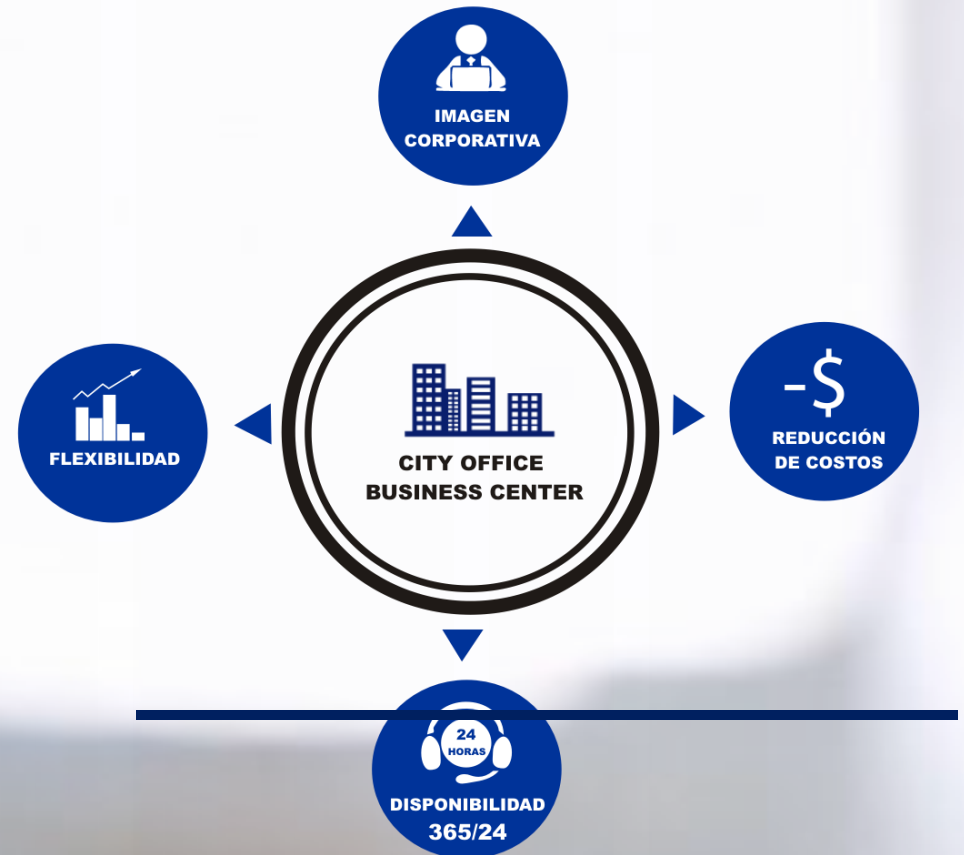 IMAGEN
CORPORATIVA
FLEXIBILIDAD
CITY OFFICE
BUSINESS CENTER
-$
REDUCCIÓN
DE COSTOS
24
HORAS
DISPONIBILIDAD
365/24